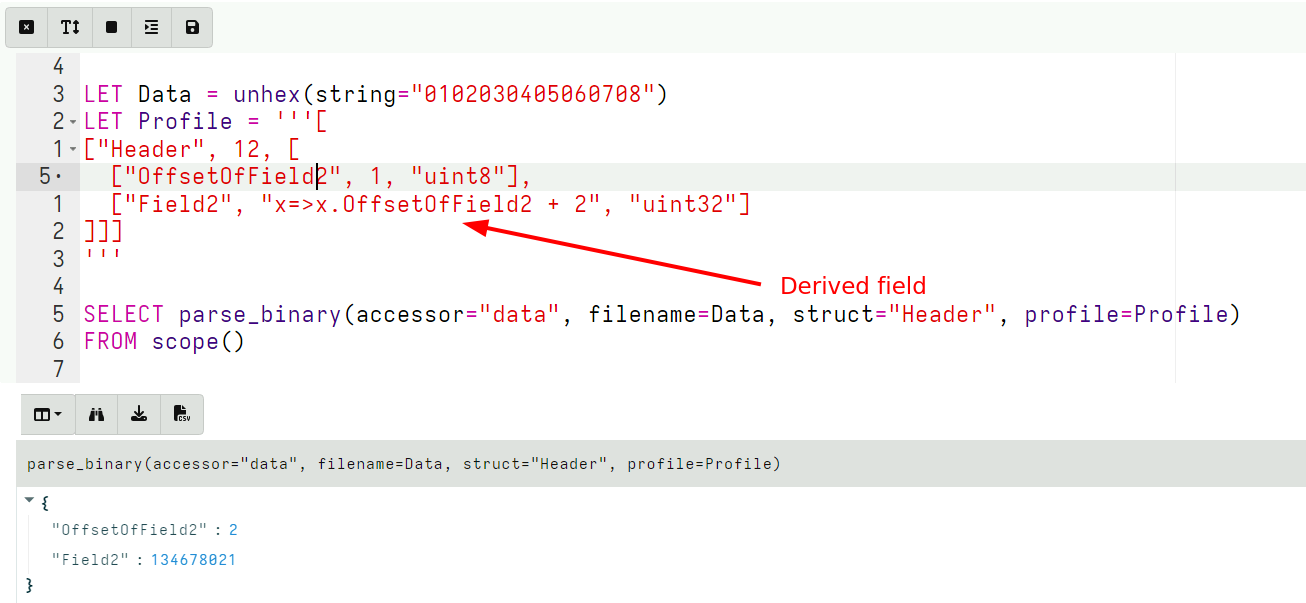 4
3 LET Data = unhex(string="0102030405060708")
2 LET Profile = '''[
1 ["Header", 12, [
5· ["OffsetOfField2", 1, "uint8"],
1 ["Field2", "x=>x.OffsetOfField2 + 2", "uint32"]
2 ]]]
3 '''
4
Derived field
5 SELECT parse_binary(accessor="data", filename=Data, struct="Header", profile=Profile)
6 FROM scope()
7
parse_binary(accessor="data", filename=Data, struct="Header", profile=Profile)
{
"OffsetOfField2" : 2
"Field2" : 134678021
}